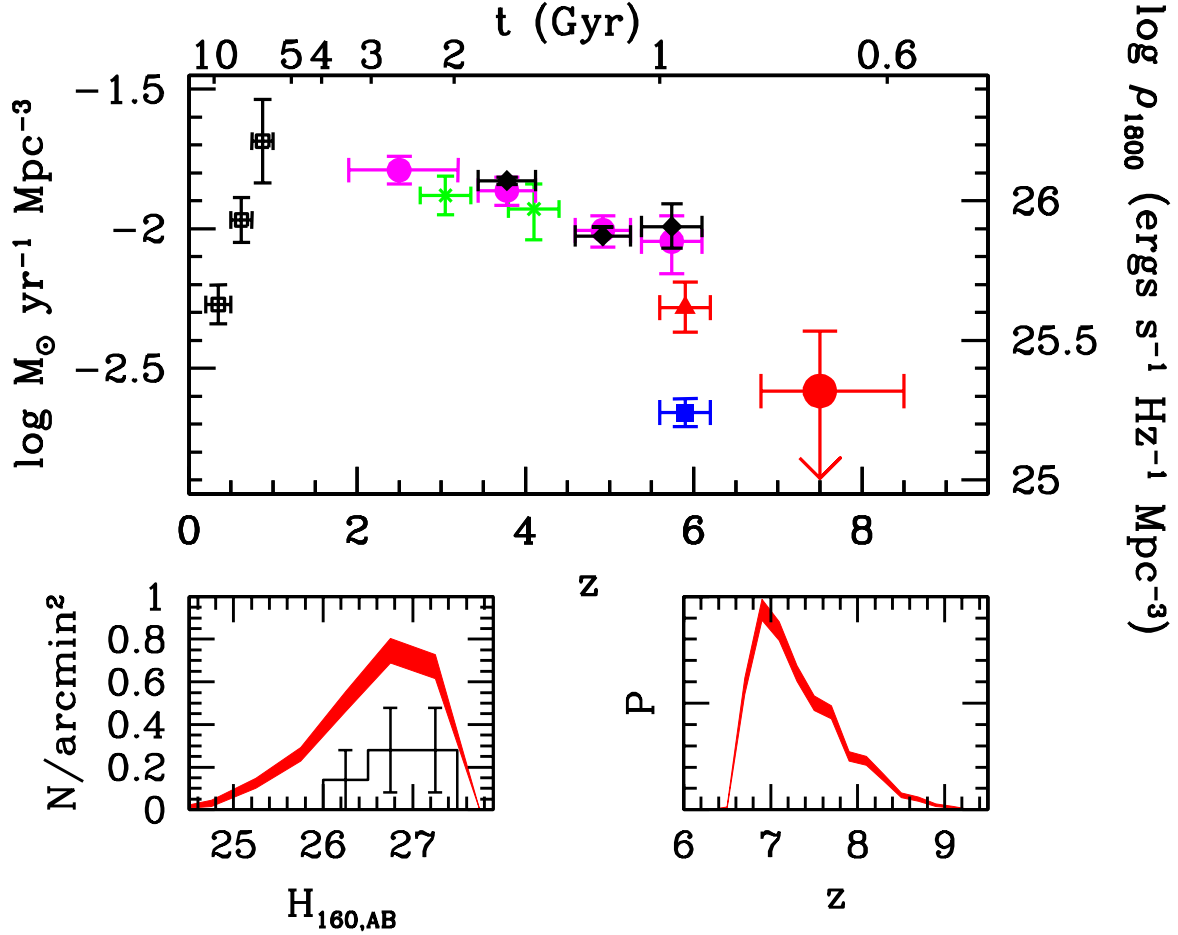 t (Gyr)
10 5 4 3 2 1 0.6
log M⊙ yr⁻¹ Mpc⁻³
−1.5
−2
−2.5
log ρ₁₈₀₀ (ergs s⁻¹ Hz⁻¹ Mpc⁻³)
26
25.5
25
0 2 4 6 8
z
N/arcmin²
1
0.8
0.6
0.4
0.2
0
25 26 27
H₁₆₀,AB
P
6 7 8 9
z